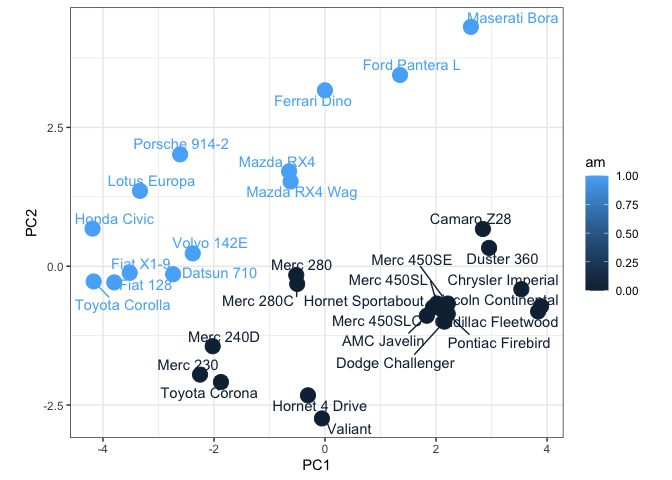 Maserati Bora
Ford Pantera L
Ferrari Dino
2.5
Porsche 914-2
Mazda RX4
Lotus Europa
Mazda RX4 Wag
am
1.00
0.75
0.50
0.25
0.00
Honda Civic
Camaro Z28
PC2
Volvo 142E
Duster 360
0.0
Fiat X1-9
Datsun 710
Merc 280
Merc 450SE
Fiat 128
Merc 450SL
Chrysler Imperial
Toyota Corolla
Merc 280C
Hornet Sportabout
coln Continental
Merc 450SLC
dillac Fleetwood
AMC Javelin
Pontiac Firebird
Merc 240D
Dodge Challenger
Merc 230
Toyota Corona
-2.5
Hornet 4 Drive
Valiant
-4
-2
0
2
4
PC1